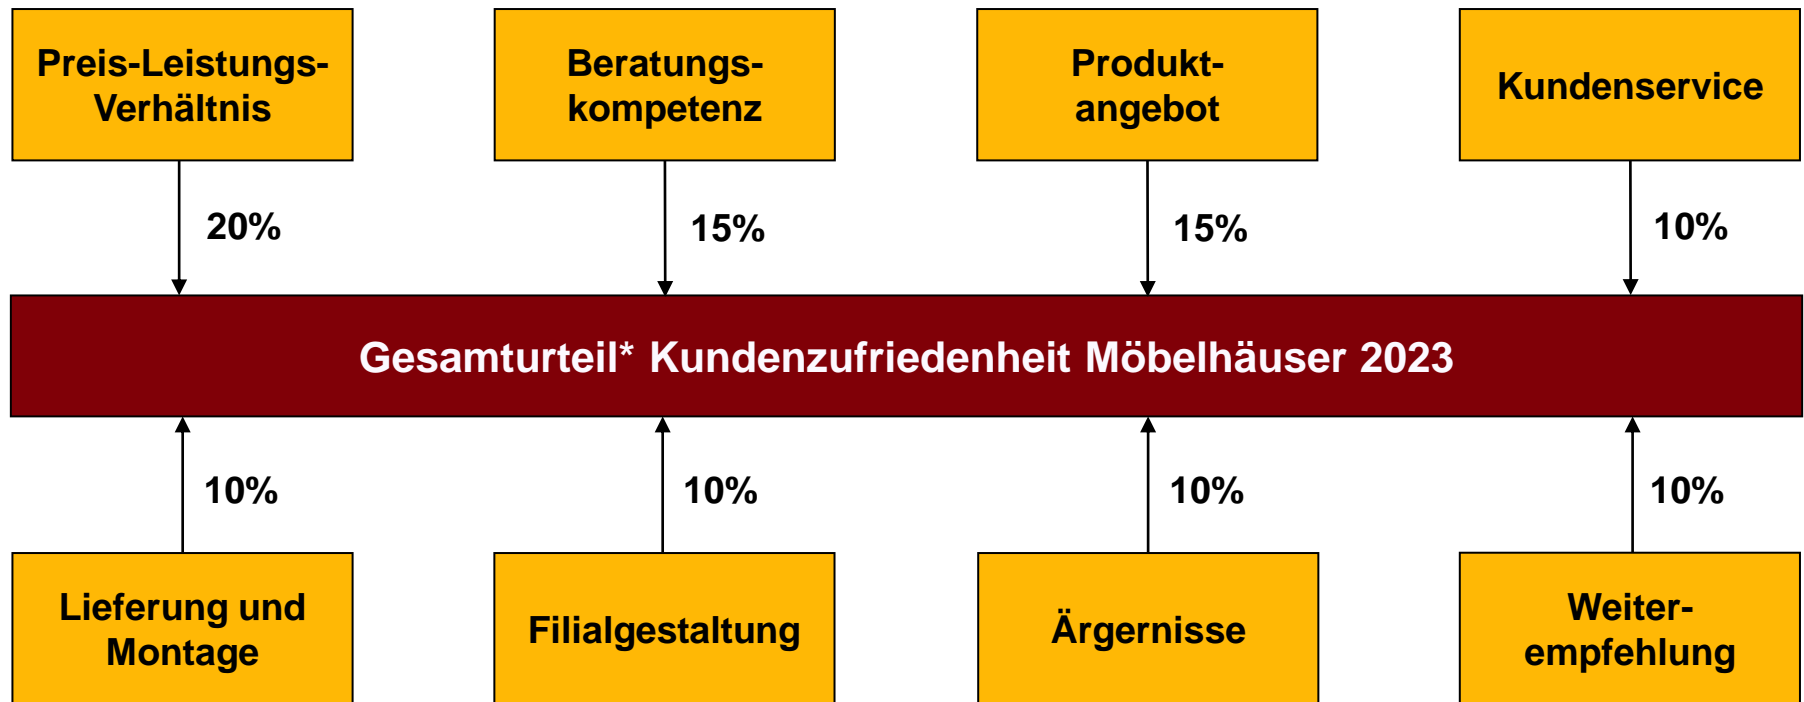 Preis-Leistungs-
Verhältnis
Beratungs-
kompetenz
Produkt-
angebot
Kundenservice
20%
15%
15%
10%
Gesamturteil* Kundenzufriedenheit Möbelhäuser 2023
10%
10%
10%
10%
Lieferung und
Montage
Filialgestaltung
Ärgernisse
Weiter-
empfehlung